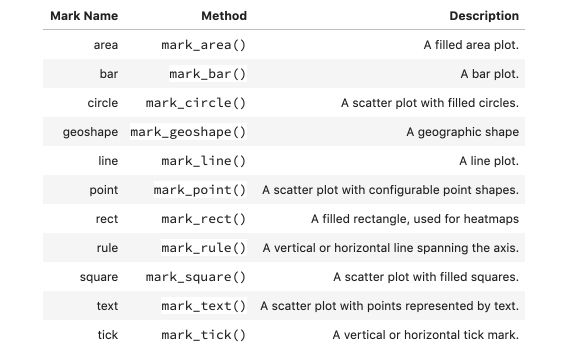 Mark Name Method Description
area mark_area() A filled area plot.
bar mark_bar() A bar plot.
circle mark_circle() A scatter plot with filled circles.
geoshape mark_geoshape() A geographic shape
line mark_line() A line plot.
point mark_point() A scatter plot with configurable point shapes.
rect mark_rect() A filled rectangle, used for heatmaps
rule mark_rule() A vertical or horizontal line spanning the axis.
square mark_square() A scatter plot with filled squares.
text mark_text() A scatter plot with points represented by text.
tick mark_tick() A vertical or horizontal tick mark.